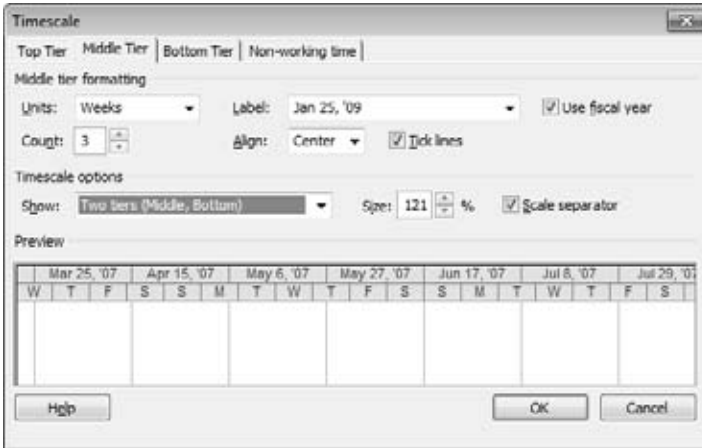 Timescale
Top Tier Middle Tier Bottom Tier Non-working time
Middle tier formatting
Units: Weeks Label: Jan 25, '09 Use fiscal year
Count: 3 Align: Center Tick lines
Timescale options
Show: Two tiers (Middle, Bottom) Size: 121 % Scale separator
Preview
Mar 25, '07 Apr 15, '07 May 6, '07 May 27, '07 Jun 17, '07 Jul 8, '07 Jul 29, '07
W T F S S M T W T F S S M T W T F S
Help OK Cancel